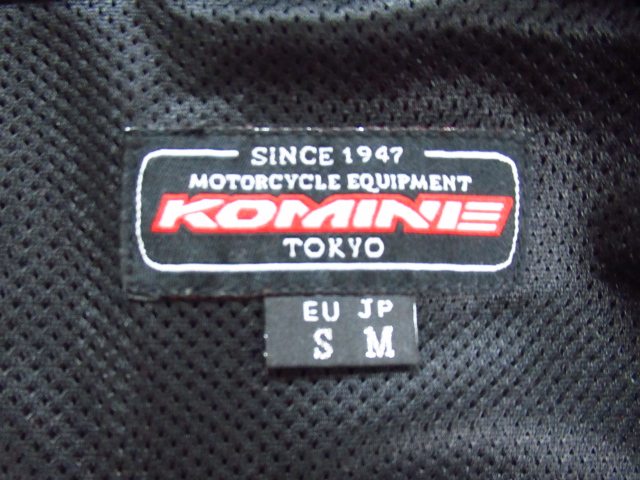 SINCE 1947
MOTORCYCLE EQUIPMENT
KOMINE
TOKYO
EU JP
S M